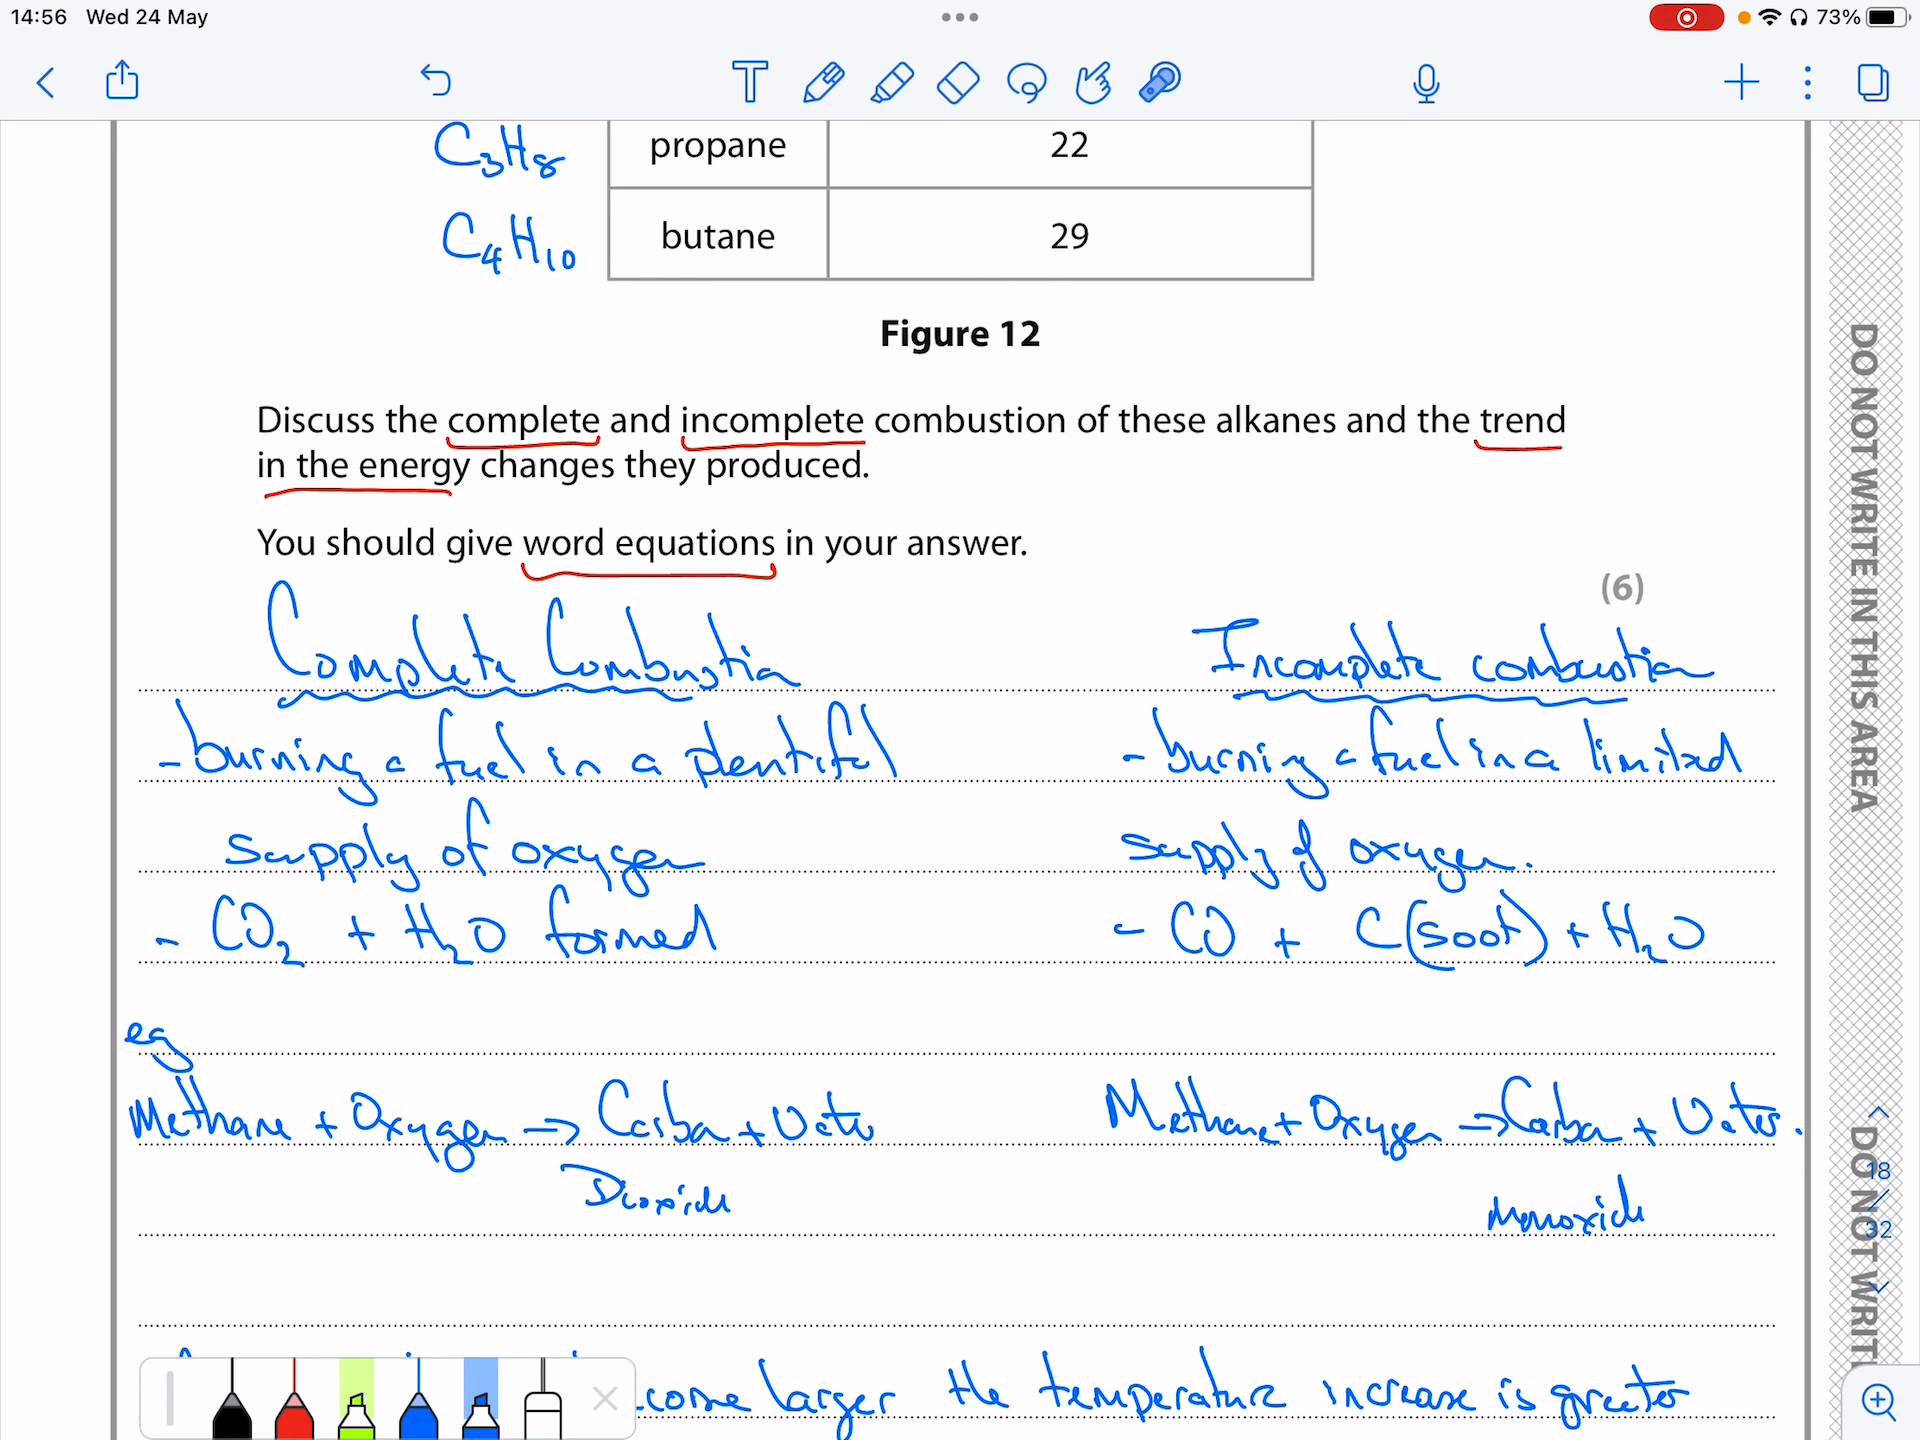 14:56 Wed 24 May
73%
C₃H₈ propane 22
C₄H₁₀ butane 29
Figure 12
Discuss the complete and incomplete combustion of these alkanes and the trend
in the energy changes they produced.
You should give word equations in your answer.
(6)
Complete Combustion
- burning a fuel in a plentiful
supply of oxygen
- CO₂ + H₂O formed
Incomplete combustion
- burning a fuel in a limited
supply of oxygen.
- CO + C(soot) + H₂O
eg
Methane + Oxygen → Carbon + Water
Dioxide
Methane + Oxygen → Carbon + Water.
Monoxide
come larger the temperature increase is greater
DO NOT WRITE IN THIS AREA
DO NOT WRIT
18
/
32